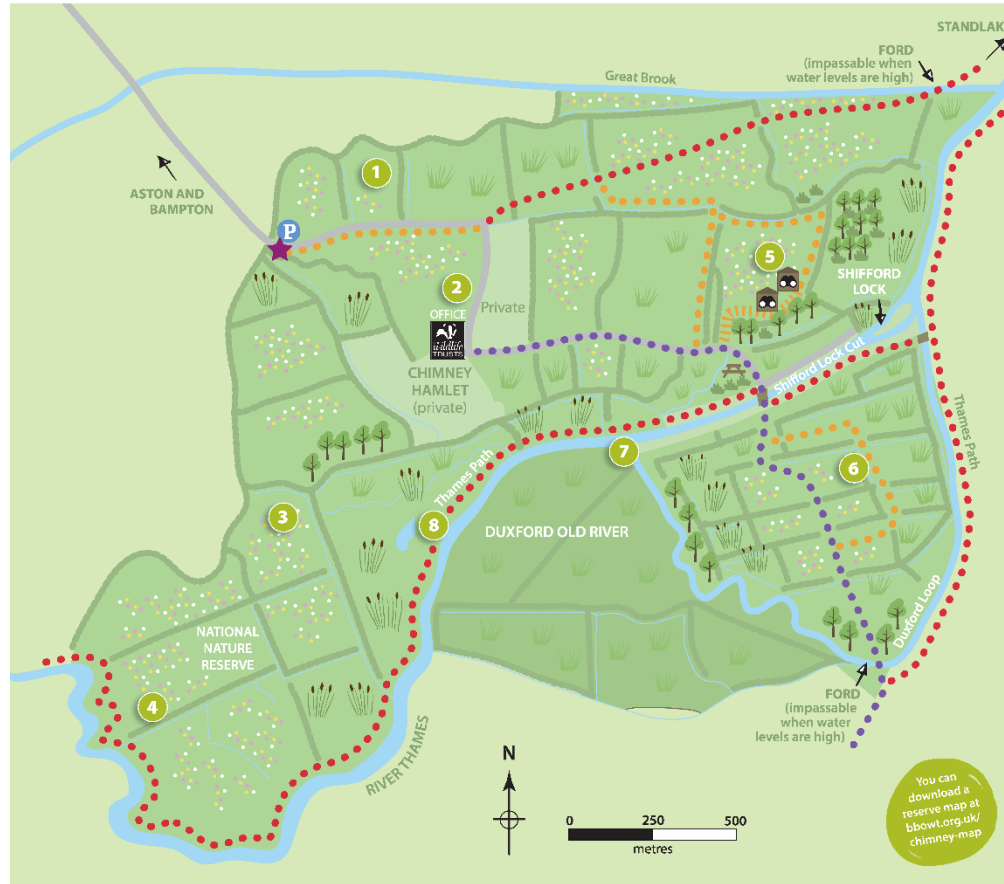 STANDLAK
FORD
(impassable when
water levels are high)
Great Brook
1
ASTON AND
BAMPTON
P
5
SHIFFORD
LOCK
2
Private
OFFICE
wildlife
TRUSTS
CHIMNEY
HAMLET
(private)
Shifford Lock Cut
Thames Path
7
6
Thames Path
3
8
DUXFORD OLD RIVER
NATIONAL
NATURE
RESERVE
Duxford Loop
4
FORD
(impassable
when water
levels are high)
RIVER THAMES
N
0 250 500
metres
You can
download a
reserve map at
bbowt.org.uk/
chimney-map